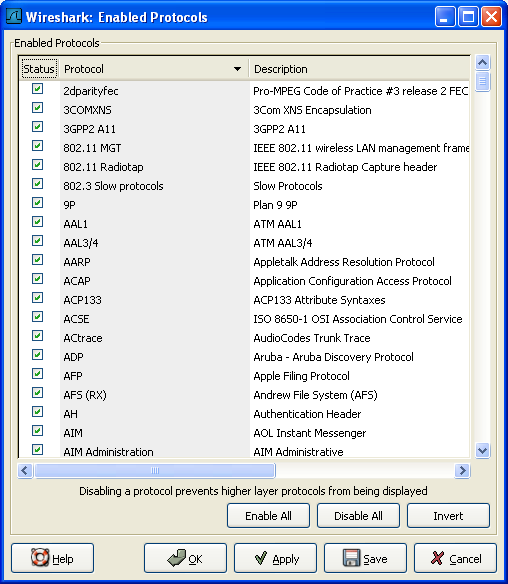 Wireshark: Enabled Protocols
Enabled Protocols
Status Protocol Description
2dparityfec Pro-MPEG Code of Practice #3 release 2 FEC
3COMXNS 3Com XNS Encapsulation
3GPP2 A11 3GPP2 A11
802.11 MGT IEEE 802.11 wireless LAN management frame
802.11 Radiotap IEEE 802.11 Radiotap Capture header
802.3 Slow protocols Slow Protocols
9P Plan 9 9P
AAL1 ATM AAL1
AAL3/4 ATM AAL3/4
AARP Appletalk Address Resolution Protocol
ACAP Application Configuration Access Protocol
ACP133 ACP133 Attribute Syntaxes
ACSE ISO 8650-1 OSI Association Control Service
ACtrace AudioCodes Trunk Trace
ADP Aruba - Aruba Discovery Protocol
AFP Apple Filing Protocol
AFS (RX) Andrew File System (AFS)
AH Authentication Header
AIM AOL Instant Messenger
AIM Administration AIM Administrative
Disabling a protocol prevents higher layer protocols from being displayed
Enable All Disable All Invert
Help OK Apply Save Cancel